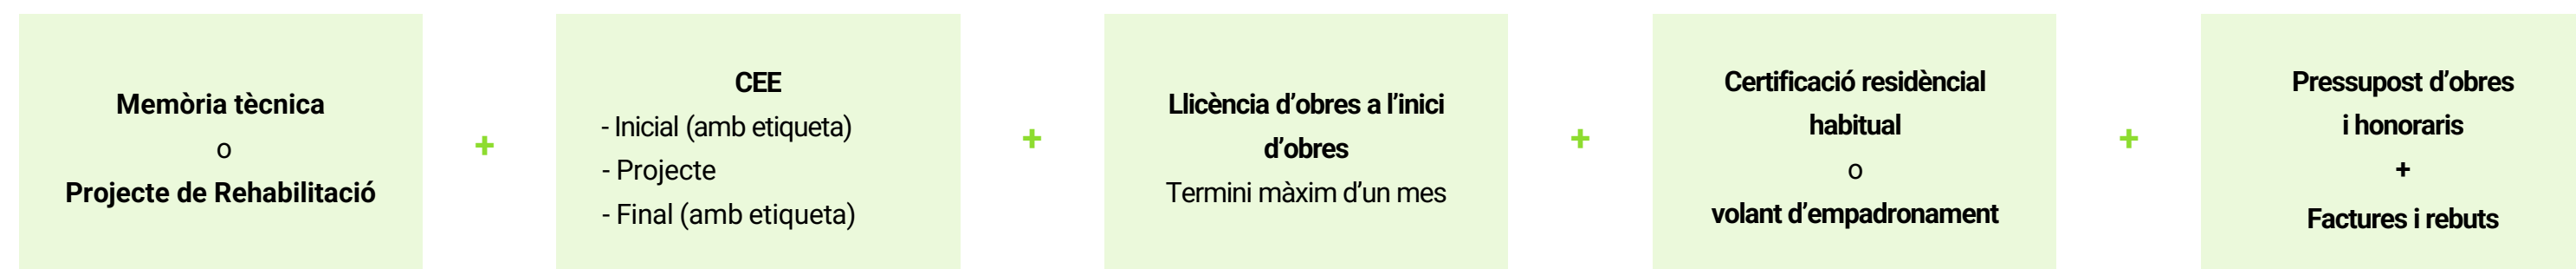 Memòria tècnica
o
Projecte de Rehabilitació
+
CEE
- Inicial (amb etiqueta)
- Projecte
- Final (amb etiqueta)
+
Llicència d’obres a l’inici
d’obres
Termini màxim d’un mes
+
Certificació residèncial
habitual
o
volant d’empadronament
+
Pressupost d’obres
i honoraris
+
Factures i rebuts